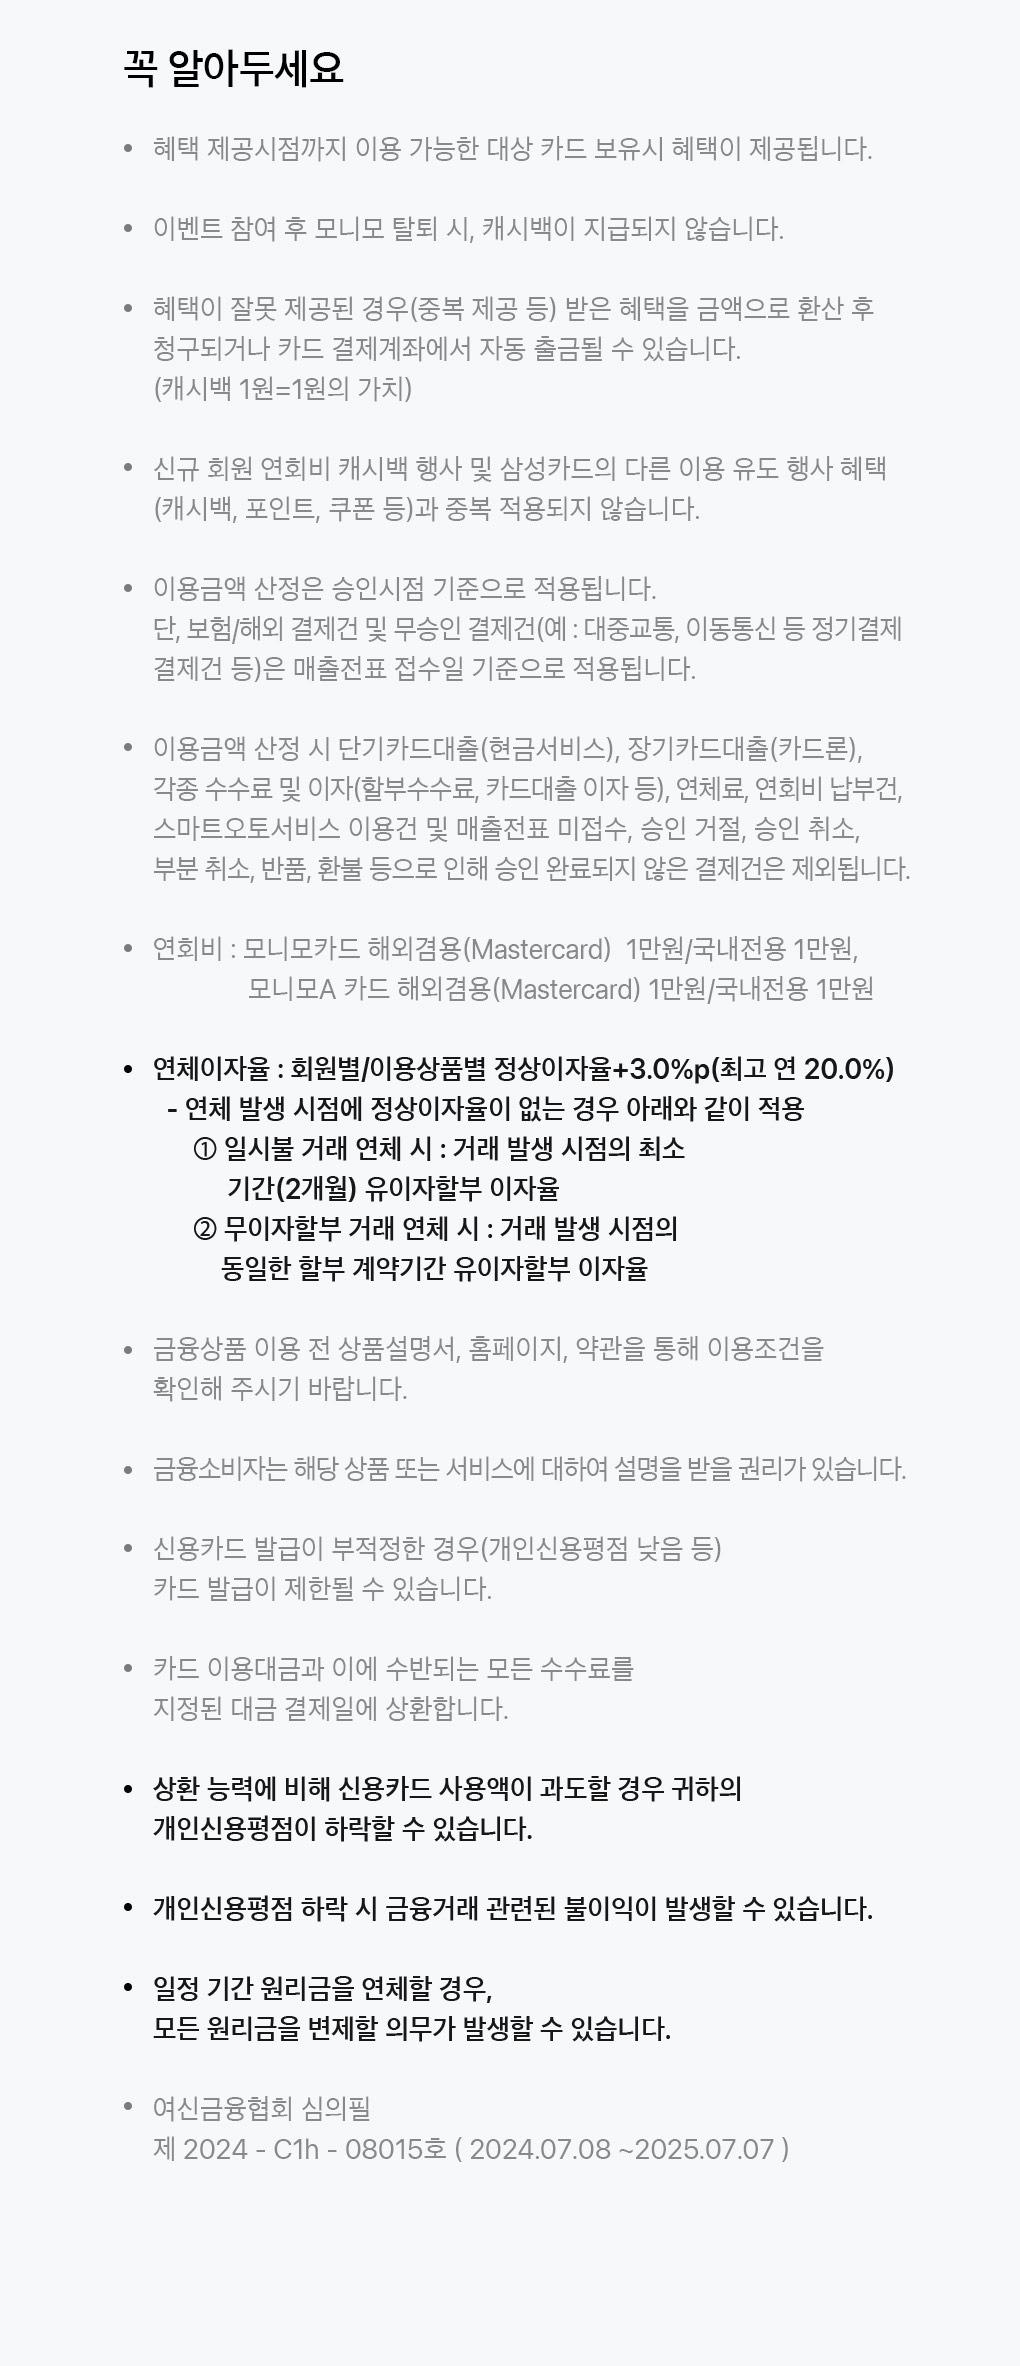 꼭 알아두세요
• 혜택 제공시점까지 이용 가능한 대상 카드 보유시 혜택이 제공됩니다.
• 이벤트 참여 후 모니모 탈퇴 시, 캐시백이 지급되지 않습니다.
• 혜택이 잘못 제공된 경우(중복 제공 등) 받은 혜택을 금액으로 환산 후
청구되거나 카드 결제계좌에서 자동 출금될 수 있습니다.
(캐시백 1원=1원의 가치)
• 신규 회원 연회비 캐시백 행사 및 삼성카드의 다른 이용 유도 행사 혜택
(캐시백, 포인트, 쿠폰 등)과 중복 적용되지 않습니다.
• 이용금액 산정은 승인시점 기준으로 적용됩니다.
단, 보험/해외 결제건 및 무승인 결제건(예 : 대중교통, 이동통신 등 정기결제
결제건 등)은 매출전표 접수일 기준으로 적용됩니다.
• 이용금액 산정 시 단기카드대출(현금서비스), 장기카드대출(카드론),
각종 수수료 및 이자(할부수수료, 카드대출 이자 등), 연체료, 연회비 납부건,
스마트오토서비스 이용건 및 매출전표 미접수, 승인 거절, 승인 취소,
부분 취소, 반품, 환불 등으로 인해 승인 완료되지 않은 결제건은 제외됩니다.
• 연회비 : 모니모카드 해외겸용(Mastercard) 1만원/국내전용 1만원,
모니모A 카드 해외겸용(Mastercard) 1만원/국내전용 1만원
• 연체이자율 : 회원별/이용상품별 정상이자율+3.0%p(최고 연 20.0%)
- 연체 발생 시점에 정상이자율이 없는 경우 아래와 같이 적용
① 일시불 거래 연체 시 : 거래 발생 시점의 최소
기간(2개월) 유이자할부 이자율
② 무이자할부 거래 연체 시 : 거래 발생 시점의
동일한 할부 계약기간 유이자할부 이자율
• 금융상품 이용 전 상품설명서, 홈페이지, 약관을 통해 이용조건을
확인해 주시기 바랍니다.
• 금융소비자는 해당 상품 또는 서비스에 대하여 설명을 받을 권리가 있습니다.
• 신용카드 발급이 부적정한 경우(개인신용평점 낮음 등)
카드 발급이 제한될 수 있습니다.
• 카드 이용대금과 이에 수반되는 모든 수수료를
지정된 대금 결제일에 상환합니다.
• 상환 능력에 비해 신용카드 사용액이 과도할 경우 귀하의
개인신용평점이 하락할 수 있습니다.
• 개인신용평점 하락 시 금융거래 관련된 불이익이 발생할 수 있습니다.
• 일정 기간 원리금을 연체할 경우,
모든 원리금을 변제할 의무가 발생할 수 있습니다.
• 여신금융협회 심의필
제 2024 - C1h - 08015호 ( 2024.07.08 ~2025.07.07 )